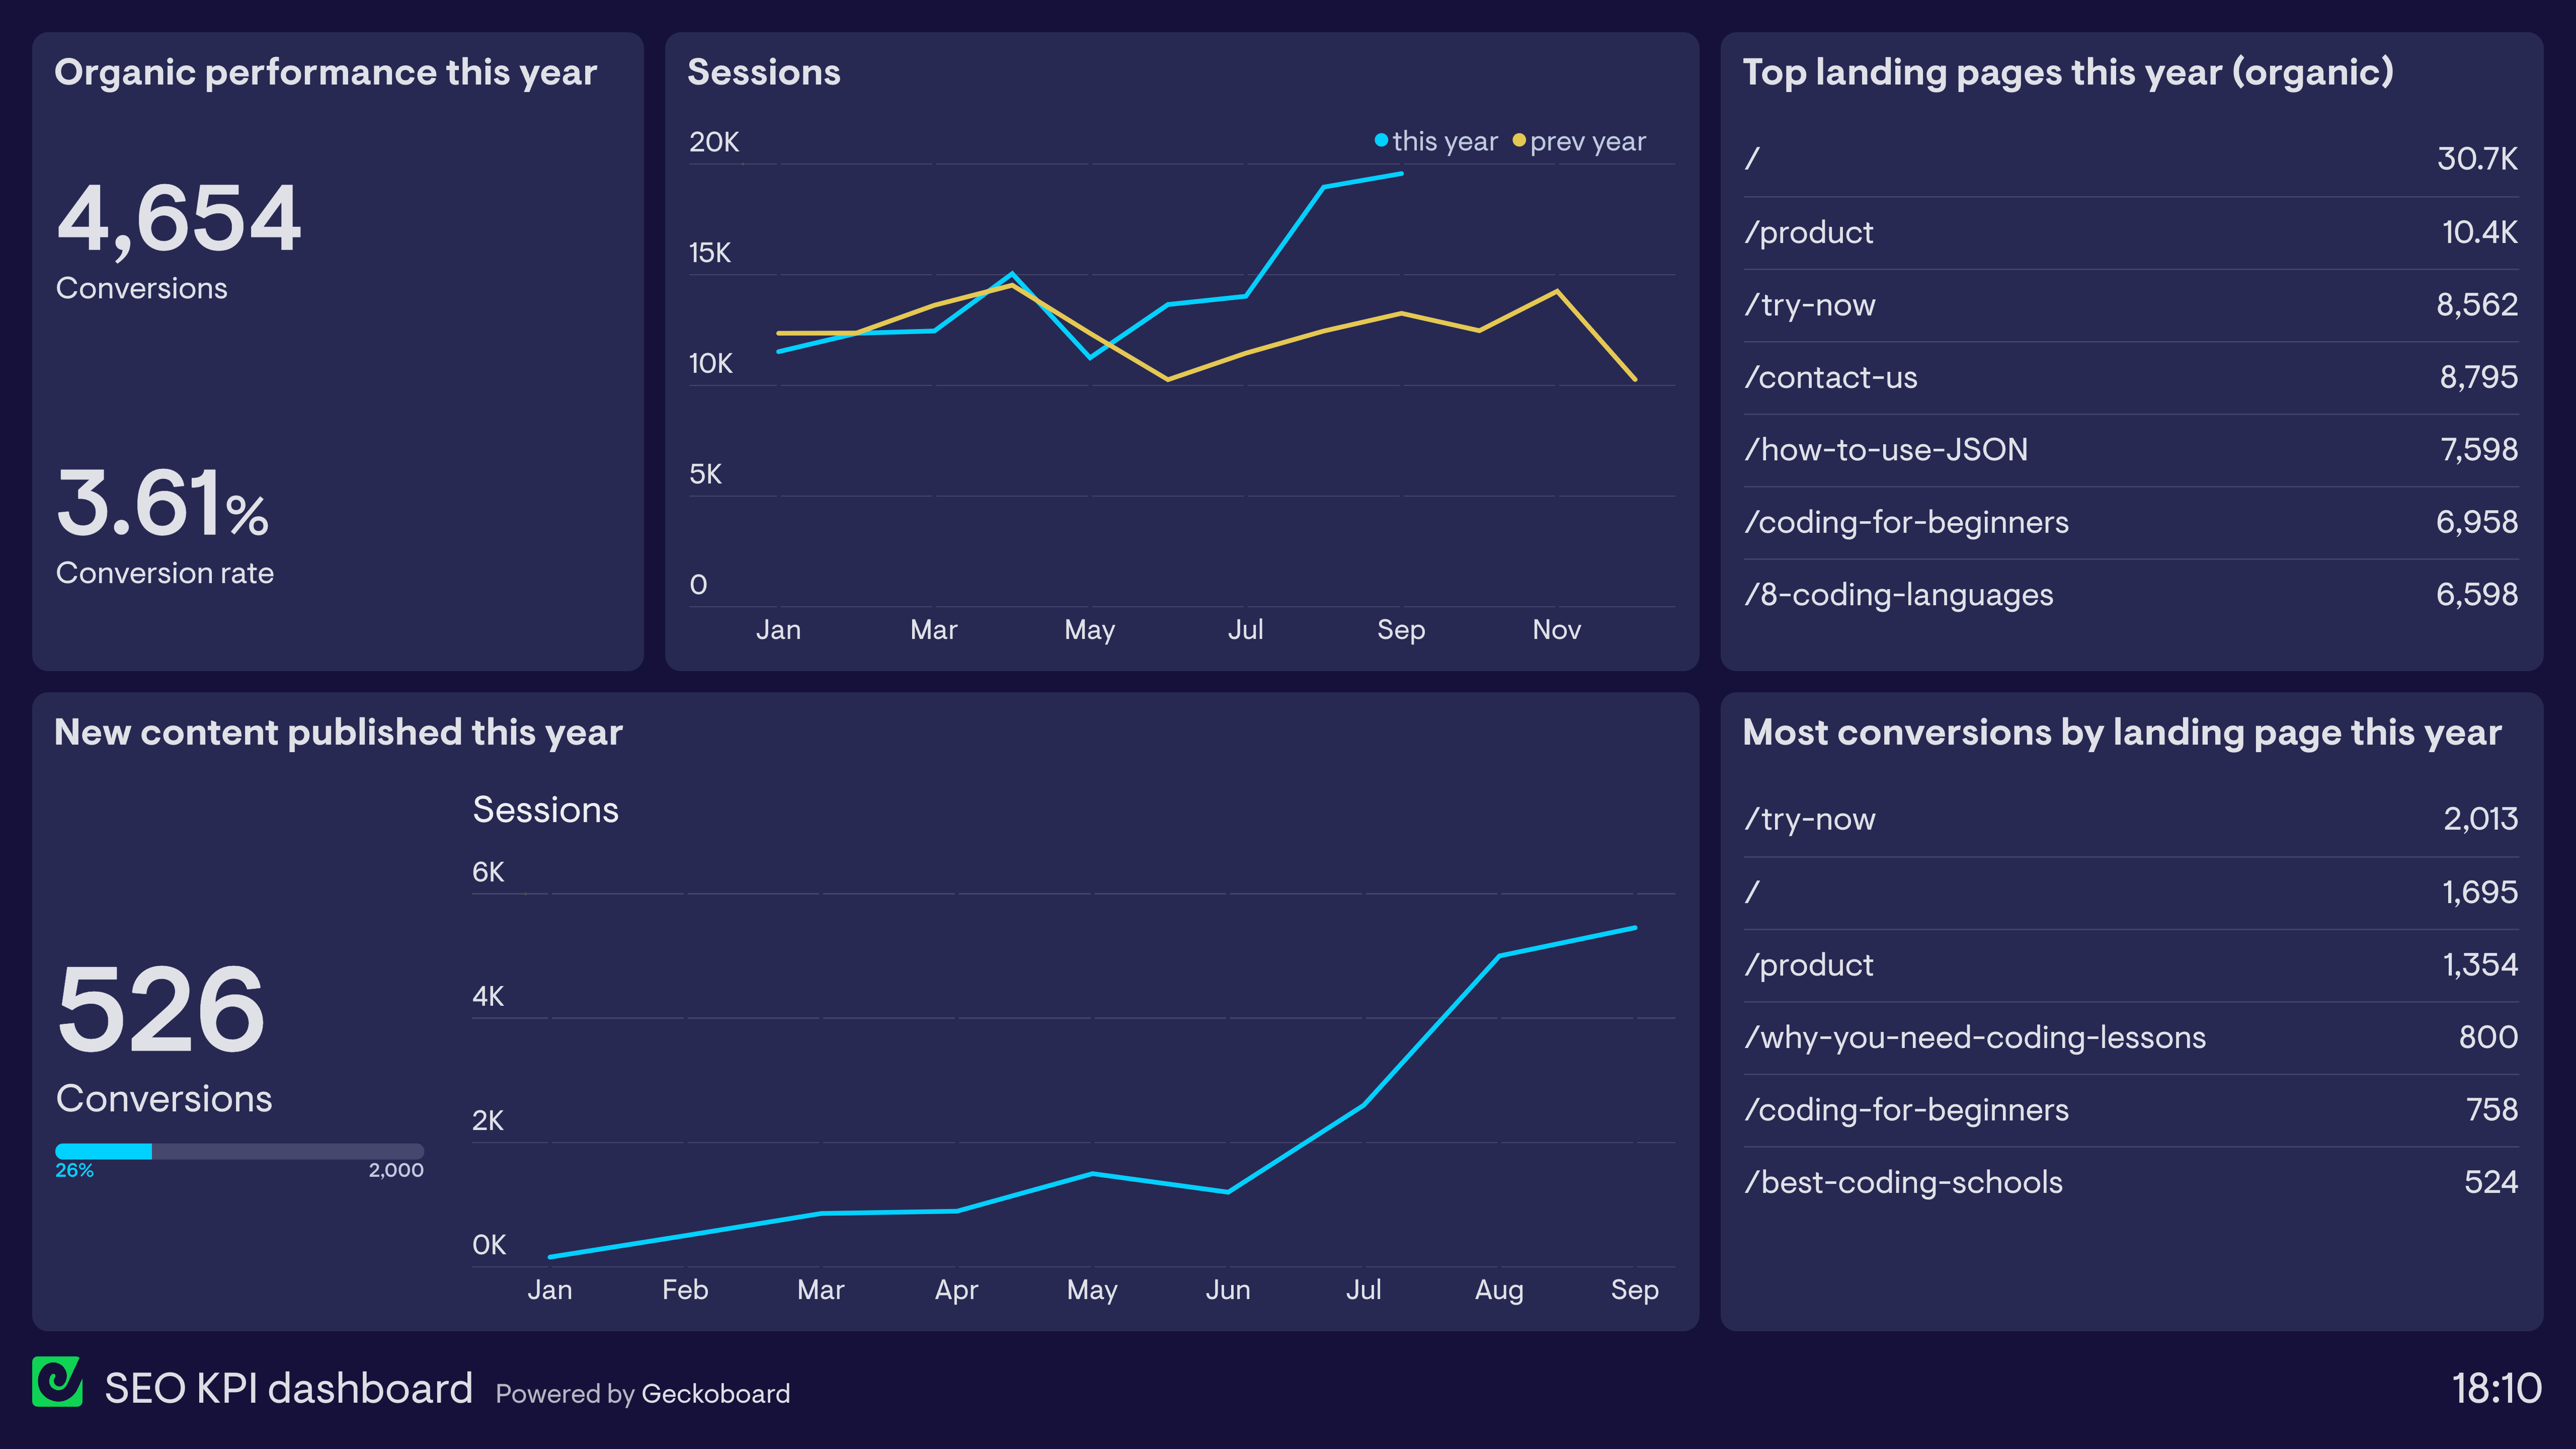 Organic performance this year
4,654
Conversions
3.61%
Conversion rate
Sessions
this year prev year
20K
15K
10K
5K
0
Jan Mar May Jul Sep Nov
Top landing pages this year (organic)
/ 30.7K
/product 10.4K
/try-now 8,562
/contact-us 8,795
/how-to-use-JSON 7,598
/coding-for-beginners 6,958
/8-coding-languages 6,598
New content published this year
526
Conversions
26% 2,000
Sessions
6K
4K
2K
0K
Jan Feb Mar Apr May Jun Jul Aug Sep
Most conversions by landing page this year
/try-now 2,013
/ 1,695
/product 1,354
/why-you-need-coding-lessons 800
/coding-for-beginners 758
/best-coding-schools 524
SEO KPI dashboard Powered by Geckoboard
18:10